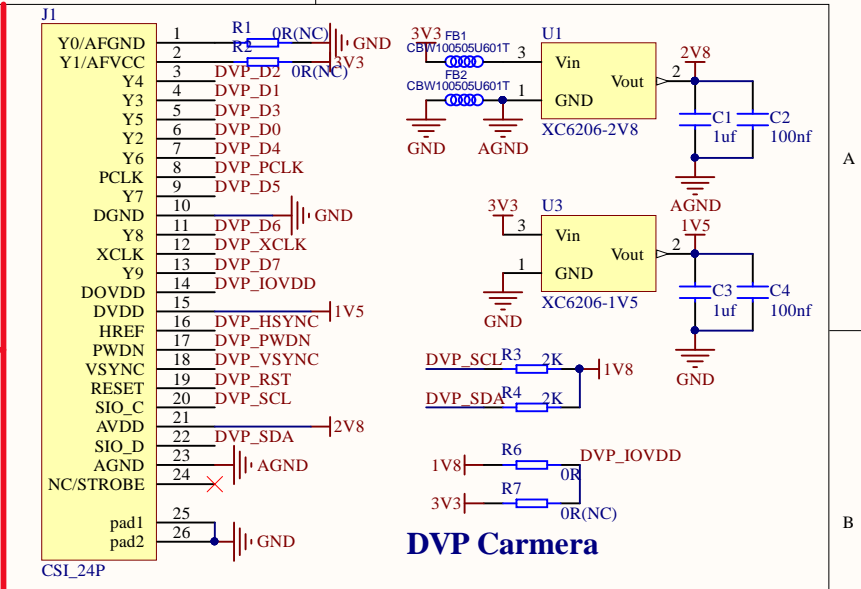 J1
Y0/AFGND 1 R1 0R(NC) GND
Y1/AFVCC 2 R2 0R(NC) 3V3
Y4 3 DVP_D2
Y3 4 DVP_D1
Y5 5 DVP_D3
Y2 6 DVP_D0
Y6 7 DVP_D4
PCLK 8 DVP_PCLK
Y7 9 DVP_D5
DGND 10 GND
Y8 11 DVP_D6
XCLK 12 DVP_XCLK
Y9 13 DVP_D7
DOVDD 14 DVP_IOVDD
DVDD 15 1V5
HREF 16 DVP_HSYNC
PWDN 17 DVP_PWDN
VSYNC 18 DVP_VSYNC
RESET 19 DVP_RST
SIO_C 20 DVP_SCL
AVDD 21 2V8
SIO_D 22 DVP_SDA
AGND 23 AGND
NC/STROBE 24
pad1 25
pad2 26 GND
CSI_24P
3V3 FB1
CBW100505U601T
FB2
CBW100505U601T
GND AGND
U1
3 Vin
Vout 2 2V8
1 GND
XC6206-2V8
C1 1uf
C2 100nf
AGND
3V3 U3
3 Vin
Vout 2 1V5
1 GND
XC6206-1V5
GND
C3 1uf
C4 100nf
GND
DVP_SCL R3 2K 1V8
DVP_SDA R4 2K
1V8 R6 0R DVP_IOVDD
3V3 R7 0R(NC)
DVP Carmera
A
B